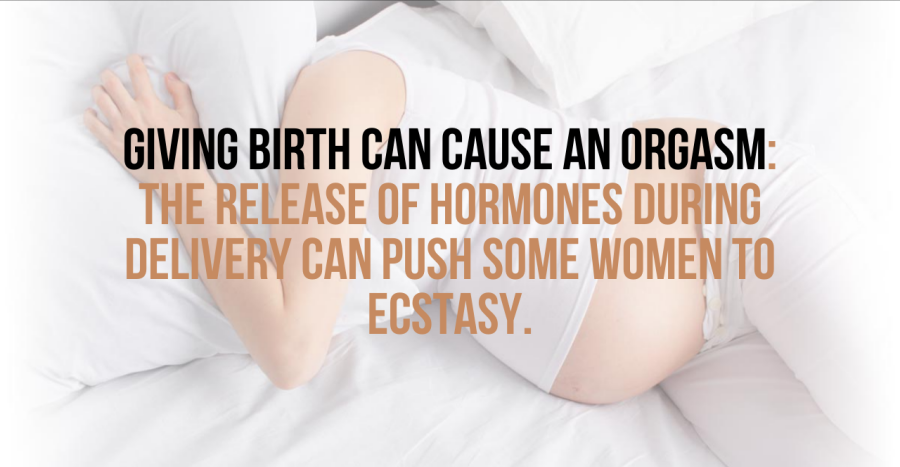 GIVING BIRTH CAN CAUSE AN ORGASM:
THE RELEASE OF HORMONES DURING
DELIVERY CAN PUSH SOME WOMEN TO
ECSTASY.